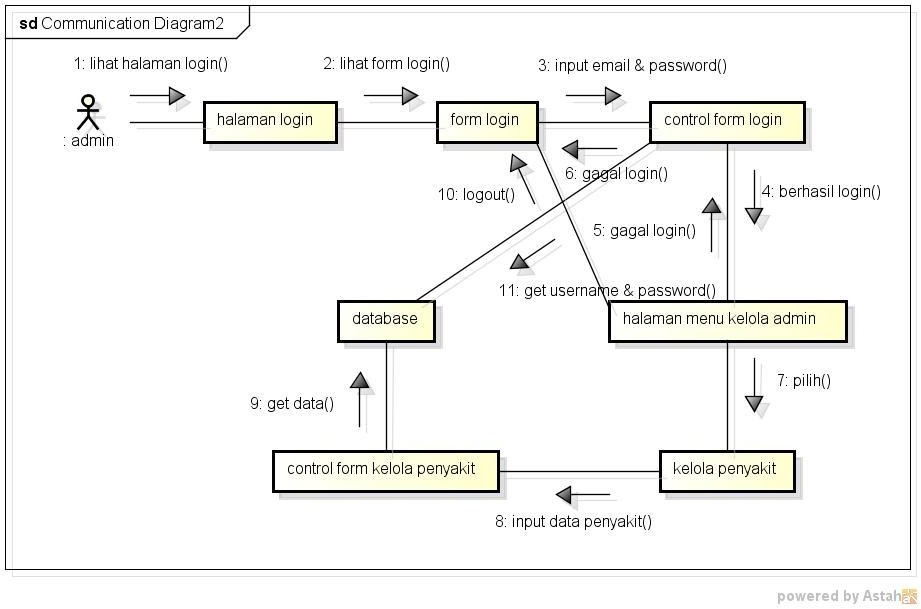 sd Communication Diagram2
1: lihat halaman login()
2: lihat form login()
3: input email & password()
: admin
halaman login
form login
control form login
6: gagal login()
10: logout()
4: berhasil login()
5: gagal login()
11: get username & password()
database
halaman menu kelola admin
7: pilih()
9: get data()
control form kelola penyakit
kelola penyakit
8: input data penyakit()
powered by Astah